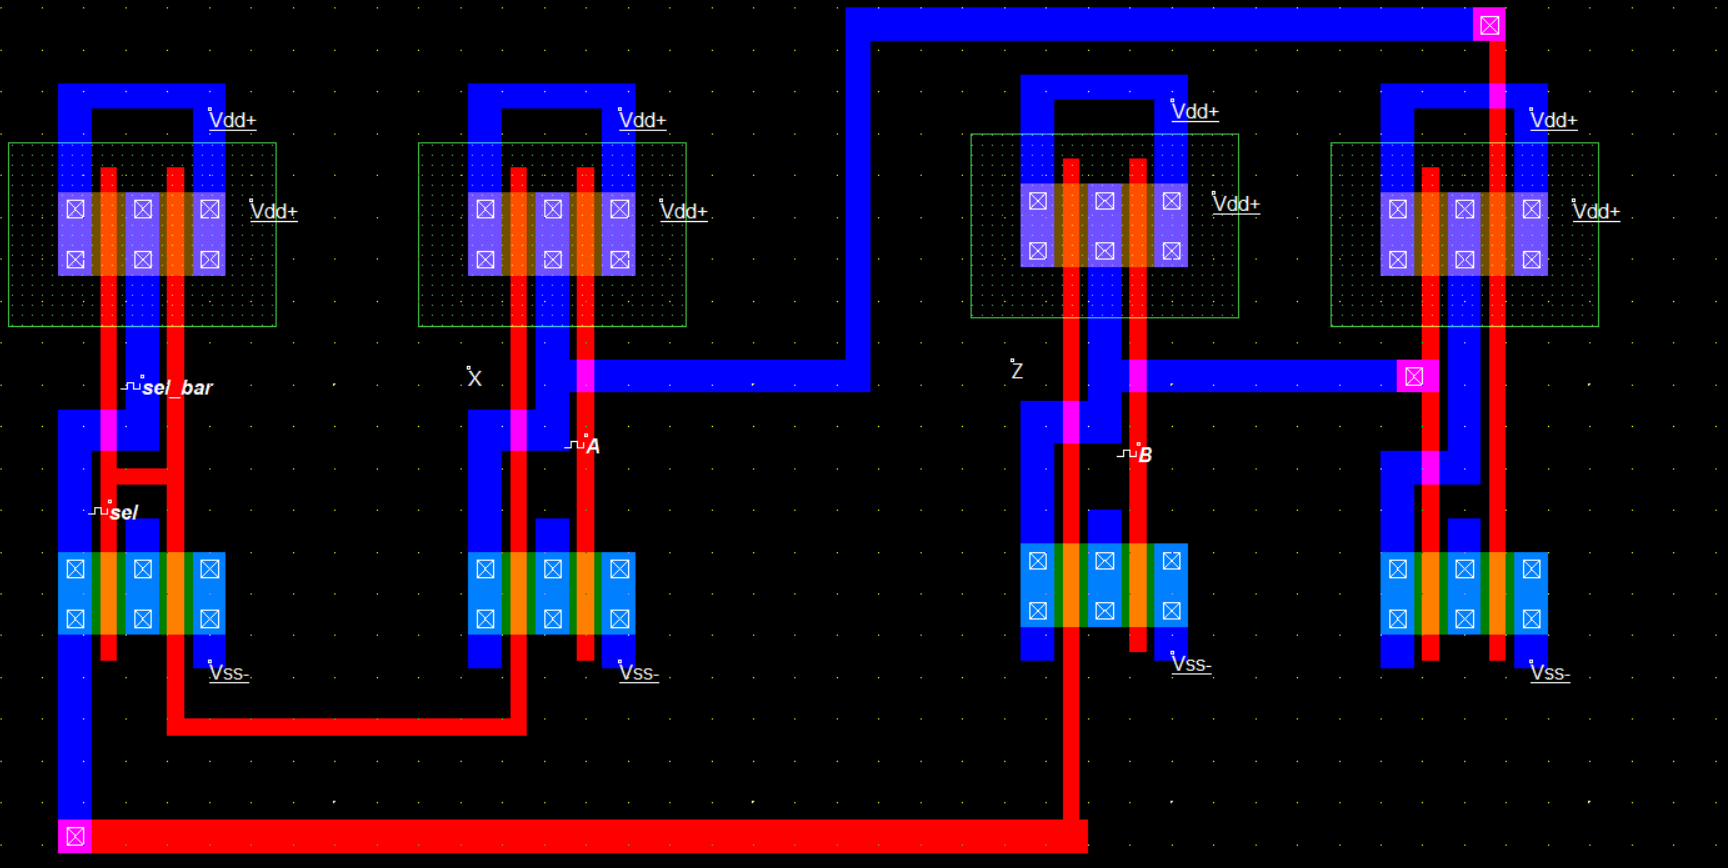 Vdd+
Vdd+
Vdd+
Vdd+
Vdd+
Vdd+
Vdd+
Vdd+
sel_bar
X
Z
A
B
sel
Vss-
Vss-
Vss-
Vss-